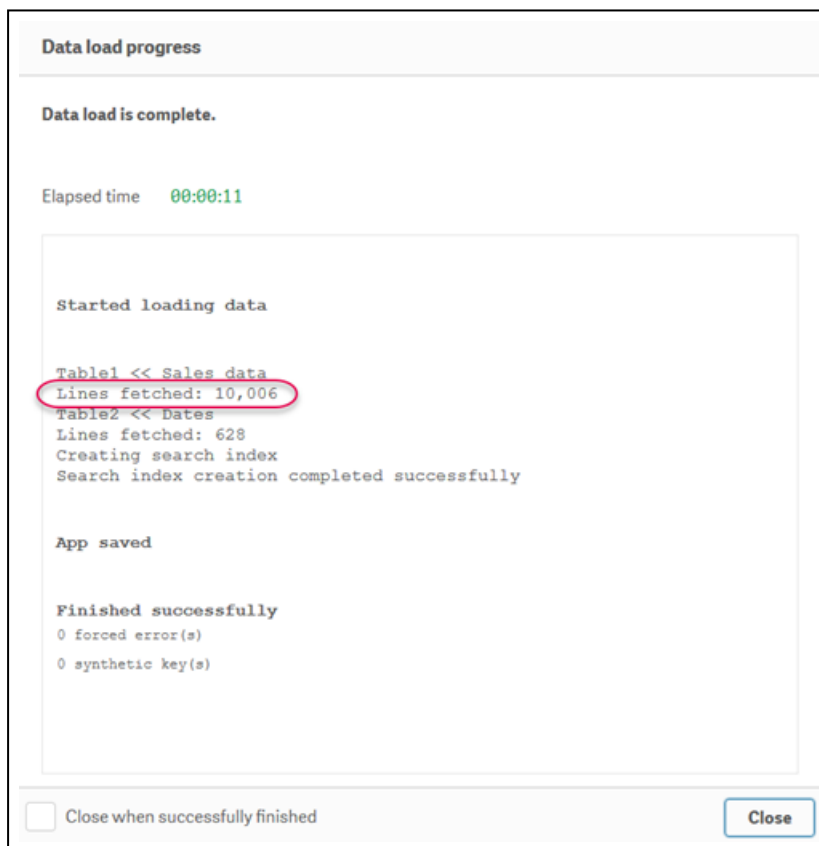 Data load progress
Data load is complete.
Elapsed time 00:00:11
Started loading data
Table1 << Sales data
Lines fetched: 10,006
Table2 << Dates
Lines fetched: 628
Creating search index
Search index creation completed successfully
App saved
Finished successfully
0 forced error(s)
0 synthetic key(s)
Close when successfully finished
Close